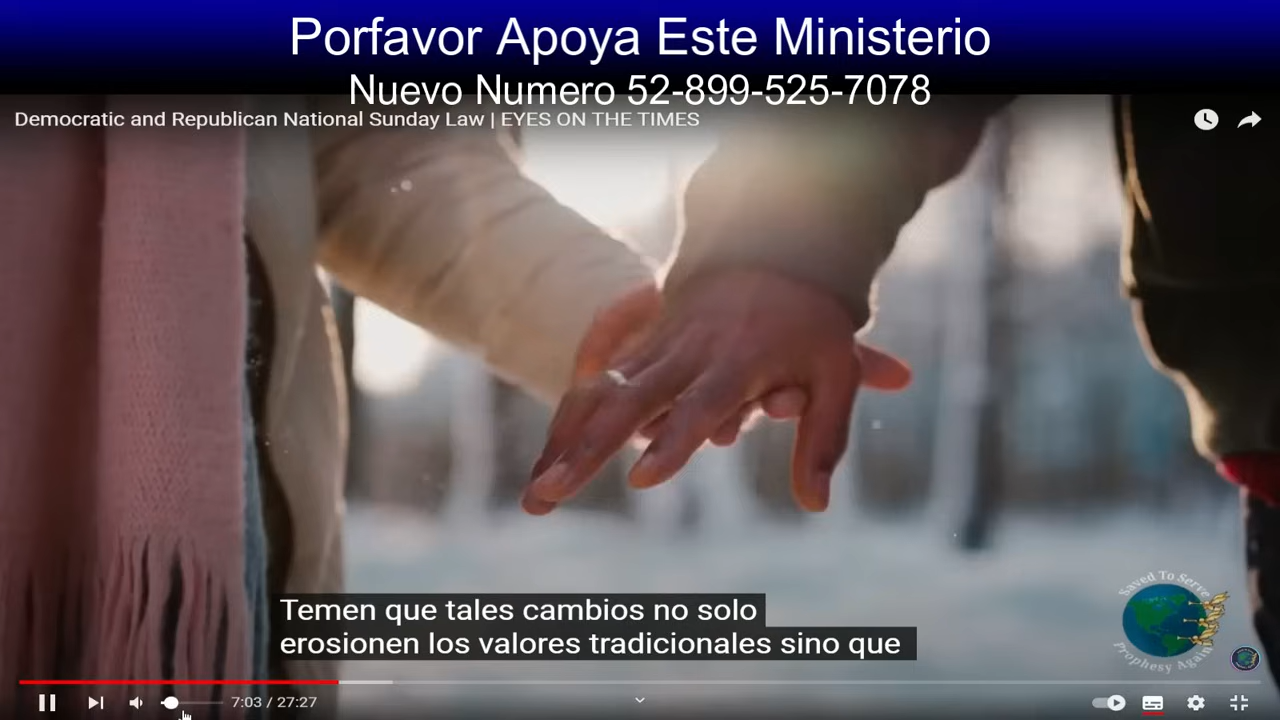 Porfavor Apoya Este Ministerio
Nuevo Numero 52-899-525-7078
Democratic and Republican National Sunday Law | EYES ON THE TIMES
Temen que tales cambios no solo
erosionen los valores tradicionales sino que
Saved To Serve
Prophesy Again
7:03 / 27:27